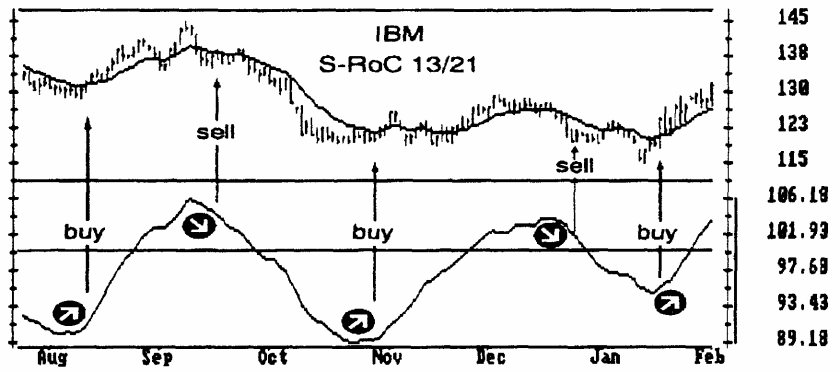 IBM
S-RoC 13/21
145
138
130
123
115
sell
sell
buy
buy
buy
106.18
101.93
97.68
93.43
89.18
Aug Sep Oct Nov Dec Jan Feb